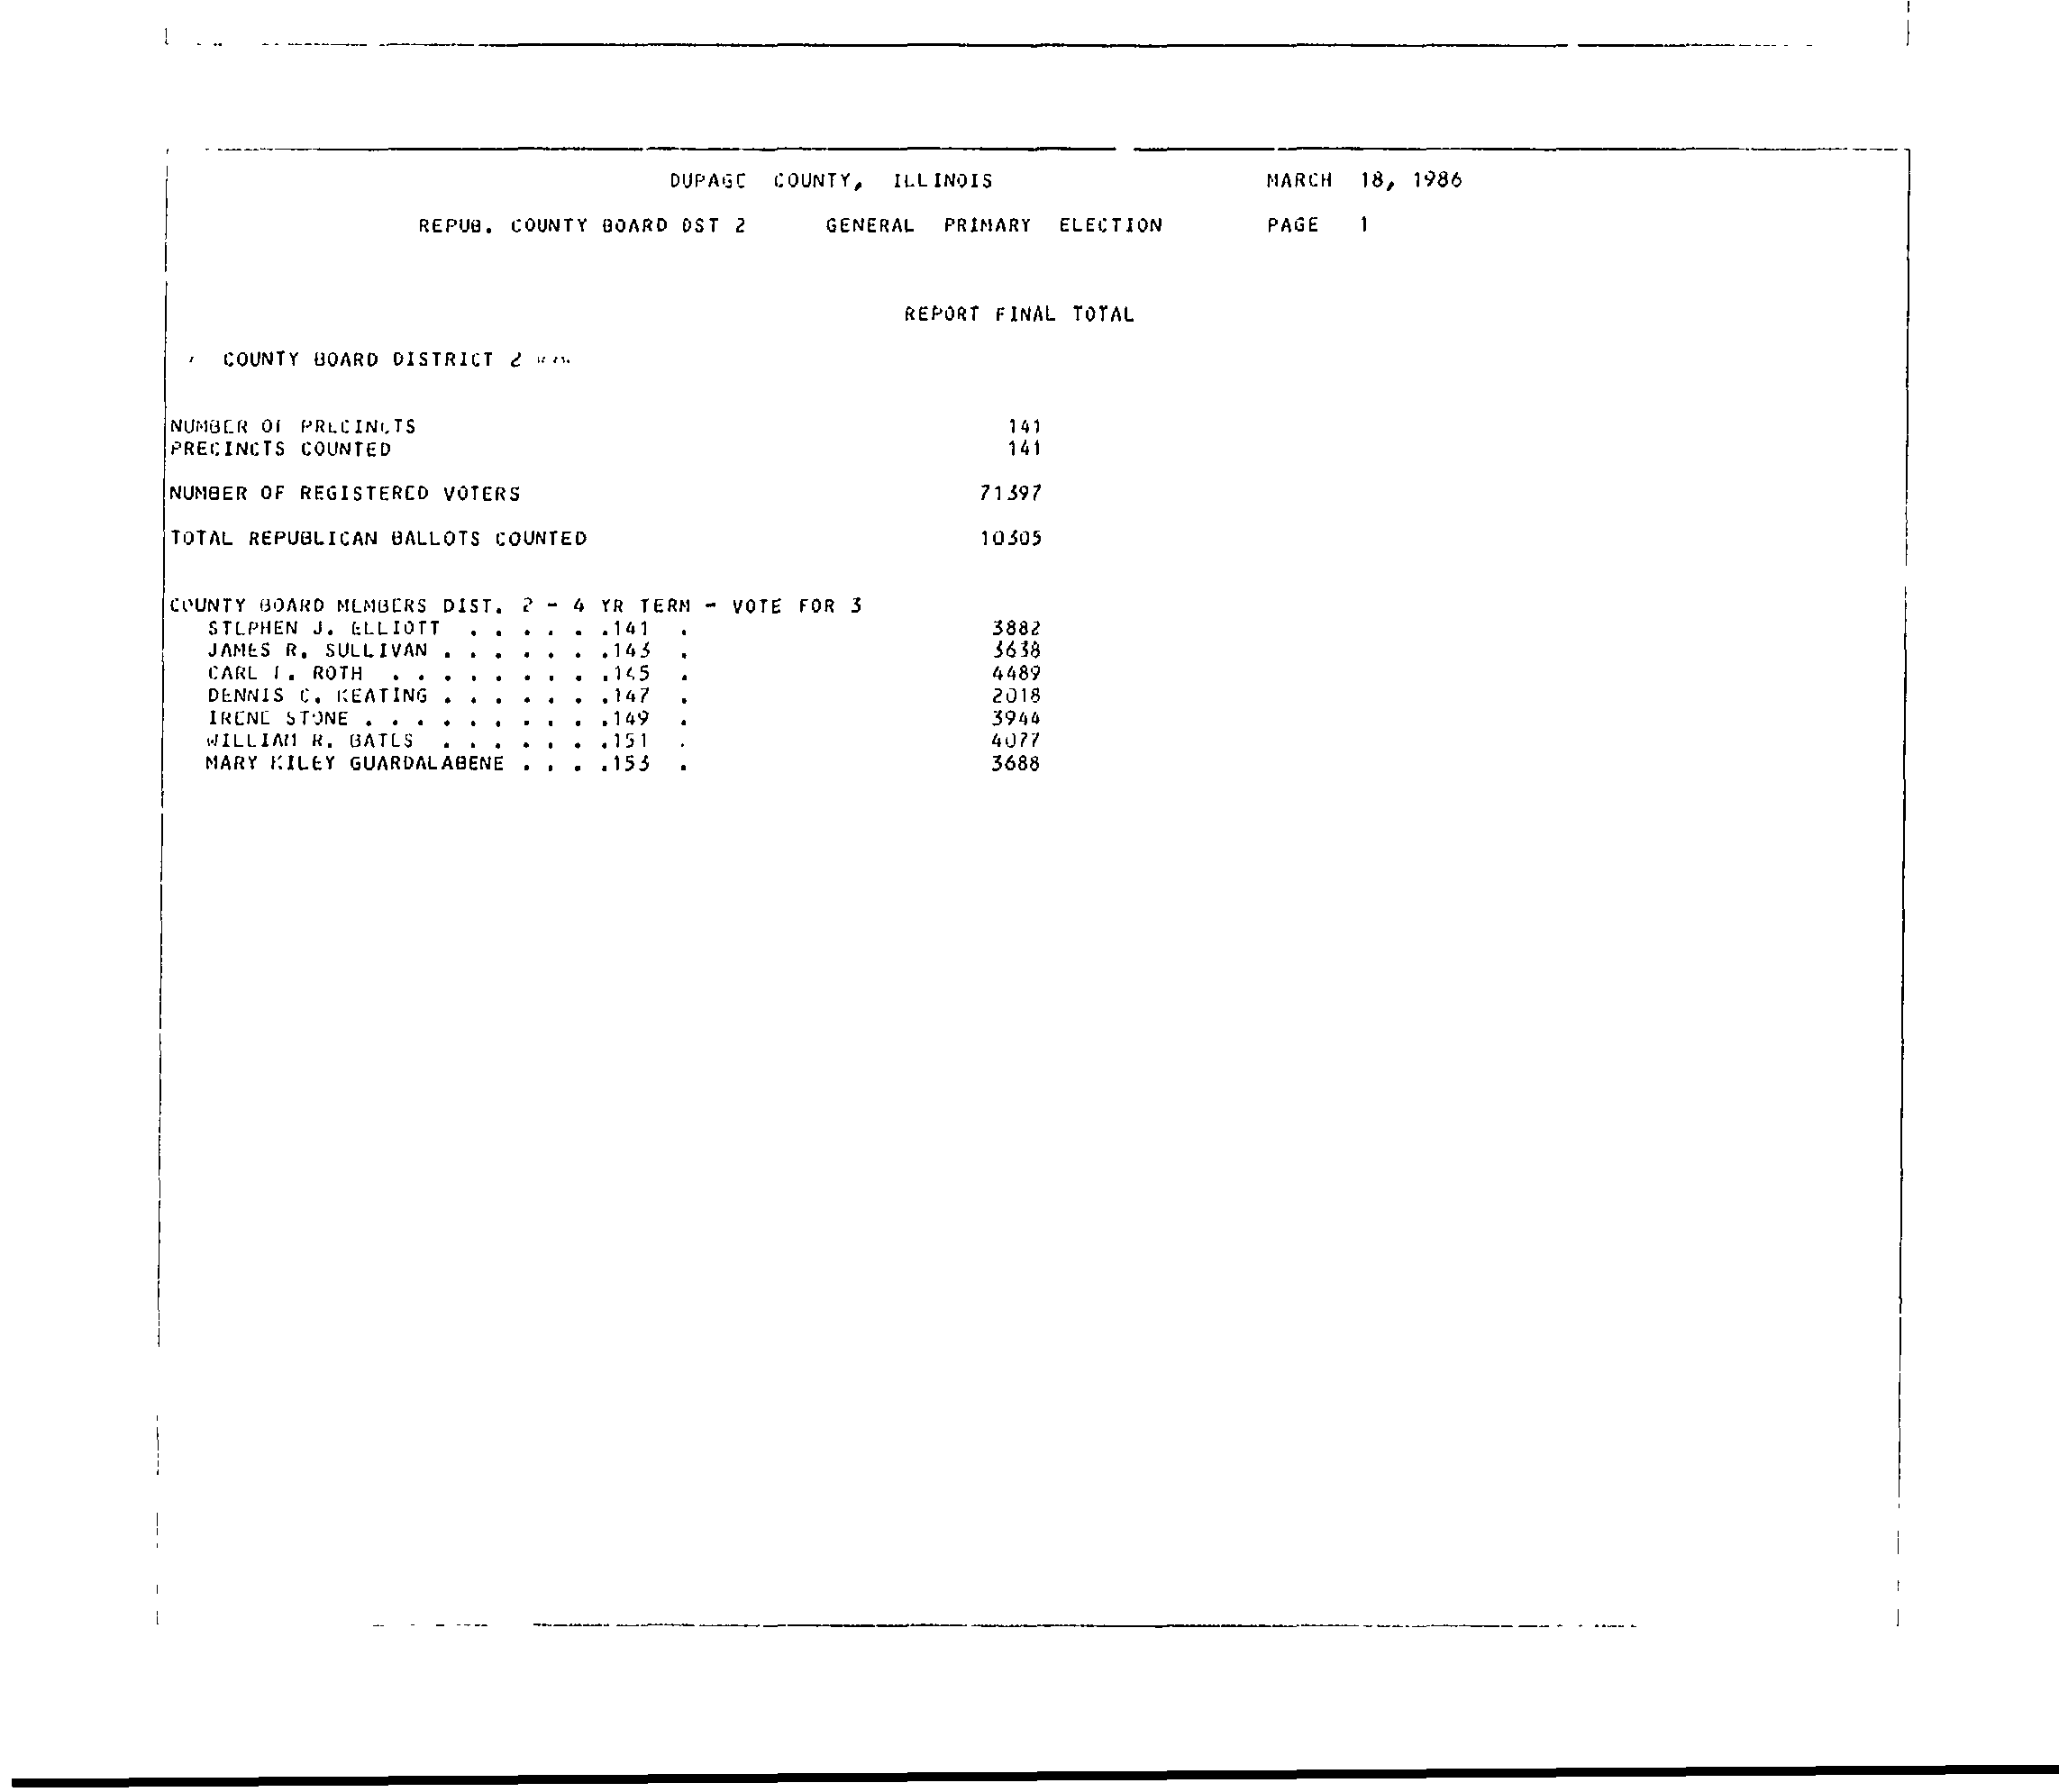 DUPAGE COUNTY, ILLINOIS MARCH 18, 1986
REPUB. COUNTY BOARD DST 2 GENERAL PRIMARY ELECTION PAGE 1
REPORT FINAL TOTAL
COUNTY BOARD DISTRICT 2
NUMBER OF PRECINCTS 141
PRECINCTS COUNTED 141
NUMBER OF REGISTERED VOTERS 71397
TOTAL REPUBLICAN BALLOTS COUNTED 10305
COUNTY BOARD MEMBERS DIST. 2 - 4 YR TERM - VOTE FOR 3
STEPHEN J. ELLIOTT . . . . . .141 . 3882
JAMES R. SULLIVAN . . . . . . .143 . 3638
CARL ROTH . . . . . . . . .145 . 4489
DENNIS C. KEATING . . . . . . .147 . 2018
IRENE STONE . . . . . . . . . .149 . 3944
WILLIAM R. BATES . . . . . . .151 . 4077
MARY KILEY GUARDALABENE . . . .153 . 3688